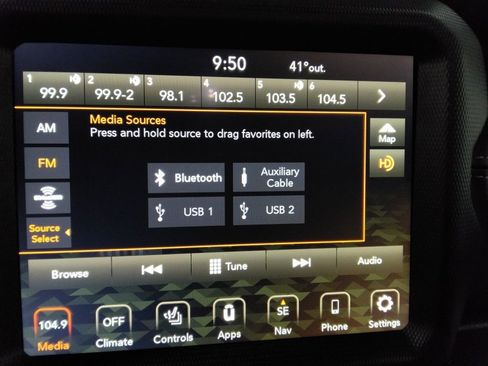 9:50 41°out.
1 2 3 4 5 6
99.9 99.9-2 98.1 102.5 103.5 104.5
Media Sources
Press and hold source to drag favorites on left.
AM
FM
Source
Select
Bluetooth
Auxiliary
Cable
USB 1
USB 2
Map
HD
Browse Tune Audio
104.9 OFF SE
Media Climate Controls Apps Nav Phone Settings